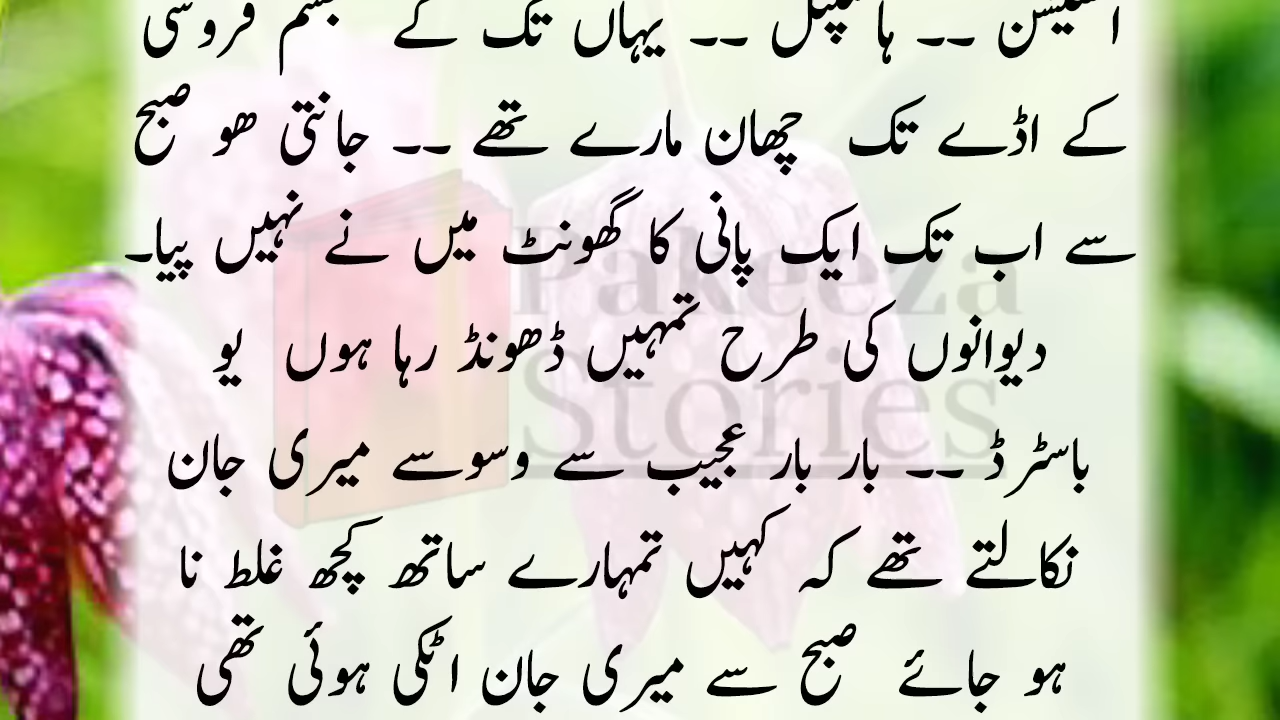 اسٹیشن ۔۔ ہاسپٹل ۔۔ یہاں تک کے جسم فروشی
کے اڈے تک چھان مارے تھے ۔۔ جانتی ھو صبح
سے اب تک ایک پانی کا گھونٹ میں نے نہیں پیا۔
دیوانوں کی طرح تمہیں ڈھونڈ رہا ہوں یو
باسٹرڈ ۔۔ بار بار عجیب سے وسوسے میری جان
نکالتے تھے کہ کہیں تمہارے ساتھ کچھ غلط نا
ہو جائے صبح سے میری جان اٹکی ہوئی تھی
Pakeeza
Stories